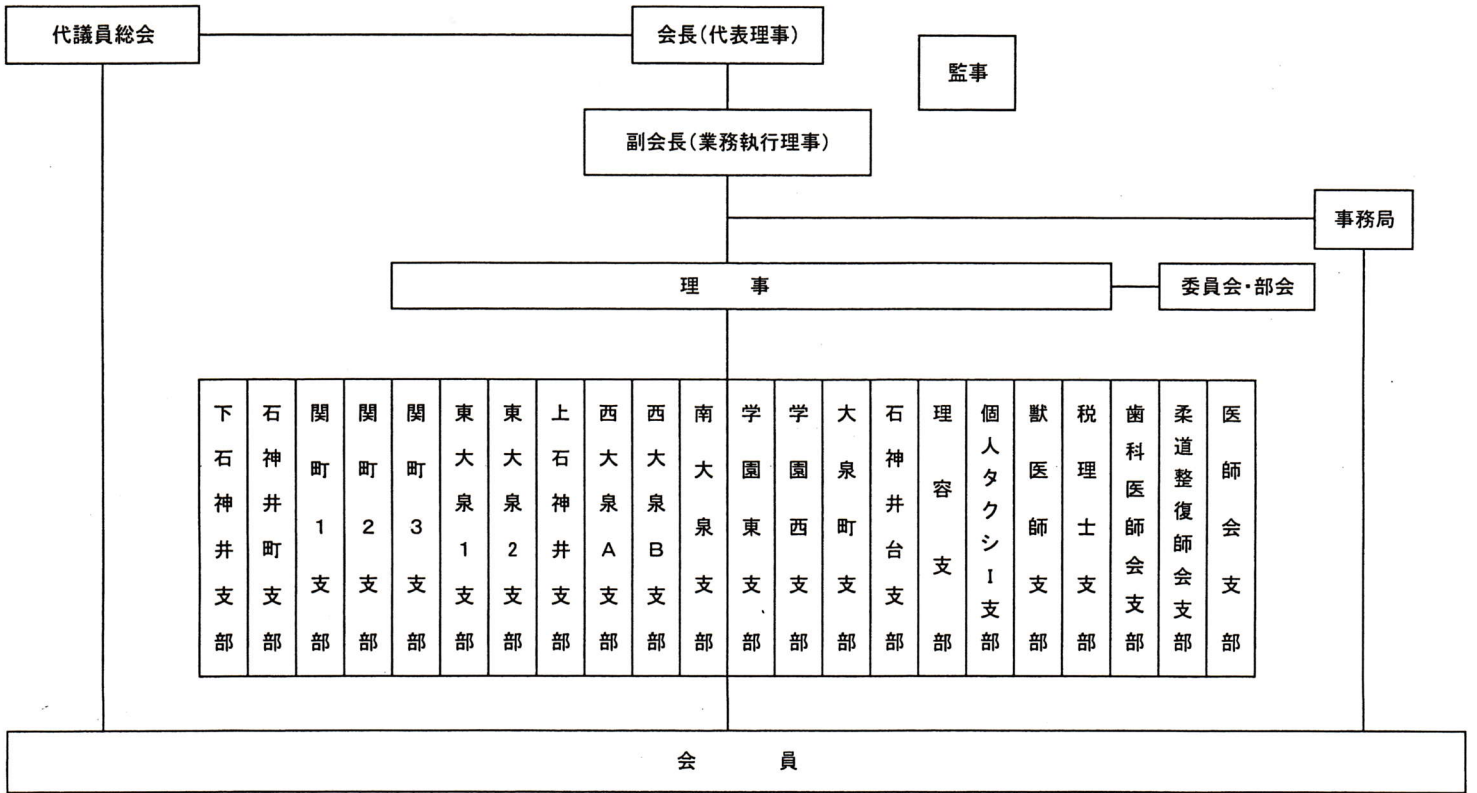 代議員総会
会長(代表理事)
監事
副会長(業務執行理事)
事務局
理事
委員会・部会
下石神井支部
石神井町支部
関町1支部
関町2支部
関町3支部
東大泉1支部
東大泉2支部
上石神井支部
西大泉A支部
西大泉B支部
南大泉支部
学園東支部
学園西支部
大泉町支部
石神井台支部
理容支部
個人タクシI支部
獣医師支部
税理士支部
歯科医師会支部
柔道整復師会支部
医師会支部
会員